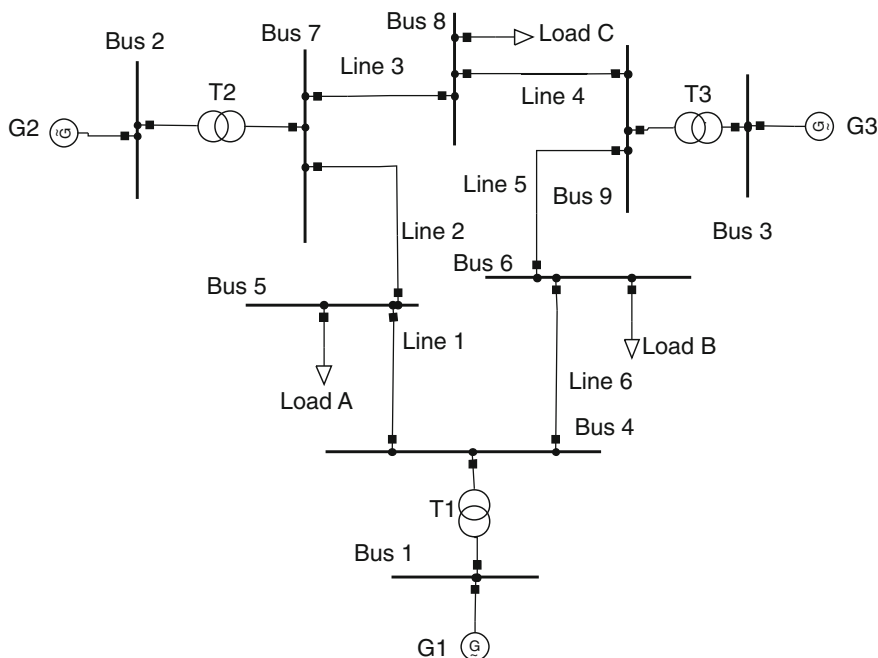 Bus 8
Load C
Bus 2
Bus 7
Line 3
Line 4
T2
T3
G2
G
G
G3
Line 5
Bus 9
Line 2
Bus 3
Bus 6
Bus 5
Line 1
Load B
Load A
Line 6
Bus 4
T1
Bus 1
G1
G